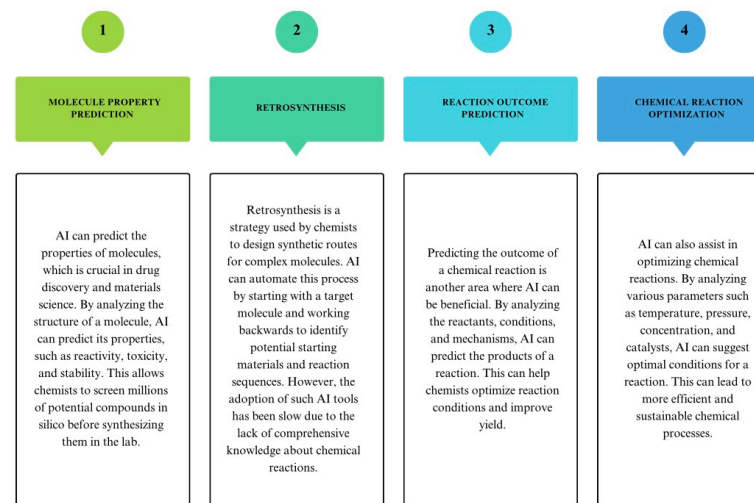 1
MOLECULE PROPERTY
PREDICTION
AI can predict the
properties of molecules,
which is crucial in drug
discovery and materials
science. By analyzing the
structure of a molecule, AI
can predict its properties,
such as reactivity, toxicity,
and stability. This allows
chemists to screen millions
of potential compounds in
silico before synthesizing
them in the lab.
2
RETROSYNTHESIS
Retrosynthesis is a
strategy used by chemists
to design synthetic routes
for complex molecules. AI
can automate this process
by starting with a target
molecule and working
backwards to identify
potential starting
materials and reaction
sequences. However, the
adoption of such AI tools
has been slow due to the
lack of comprehensive
knowledge about chemical
reactions.
3
REACTION OUTCOME
PREDICTION
Predicting the outcome of
a chemical reaction is
another area where AI can
be beneficial. By analyzing
the reactants, conditions,
and mechanisms, AI can
predict the products of a
reaction. This can help
chemists optimize reaction
conditions and improve
yield.
4
CHEMICAL REACTION
OPTIMIZATION
AI can also assist in
optimizing chemical
reactions. By analyzing
various parameters such
as temperature, pressure,
concentration, and
catalysts, AI can suggest
optimal conditions for a
reaction. This can lead to
more efficient and
sustainable chemical
processes.